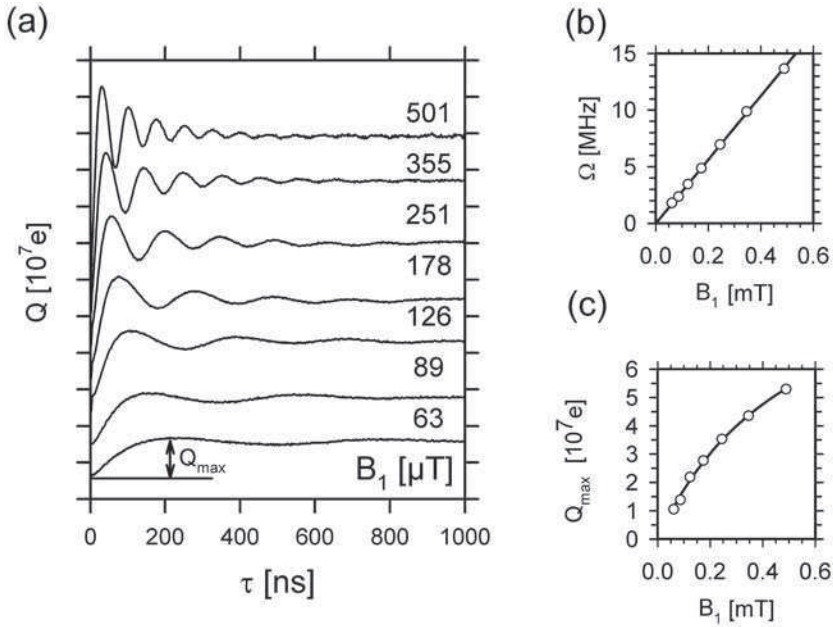 (a)
Q [10⁷e]
501
355
251
178
126
89
63
Q max
B₁ [µT]
0 200 400 600 800 1000
τ [ns]
(b)
15
10
5
0
Ω [MHz]
0.0 0.2 0.4 0.6
B₁ [mT]
(c)
6
5
4
3
2
1
0
Qmax [10⁷e]
0.0 0.2 0.4 0.6
B₁ [mT]